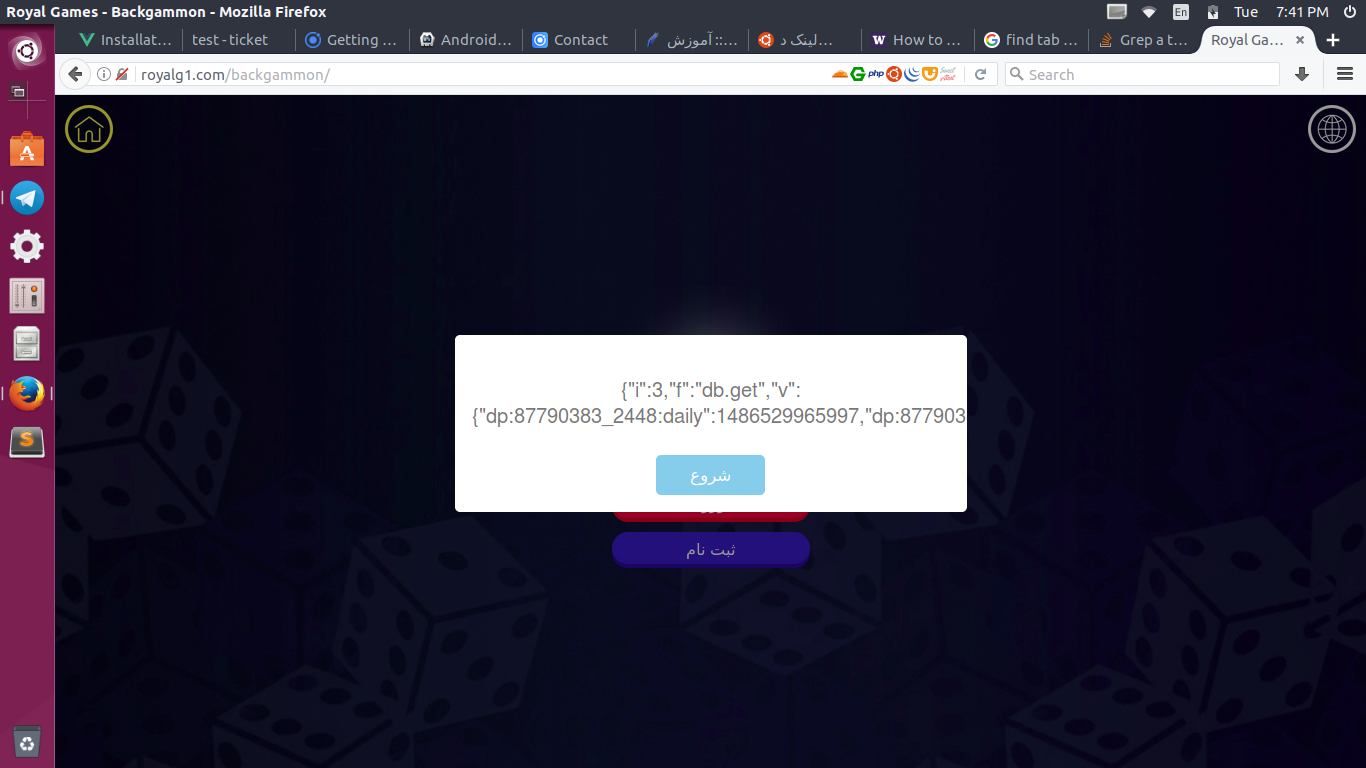 Royal Games - Backgammon - Mozilla Firefox
En
Tue
7:41 PM
Installat...
test - ticket
Getting ...
Android...
Contact
آموزش ::...
لینک د...
How to ...
find tab ...
Grep a t...
Royal Ga...
royalg1.com/backgammon/
php
Search
{"i":3,"f":"db.get","v":
{"dp:87790383_2448:daily":1486529965997,"dp:877903
شروع
ثبت نام